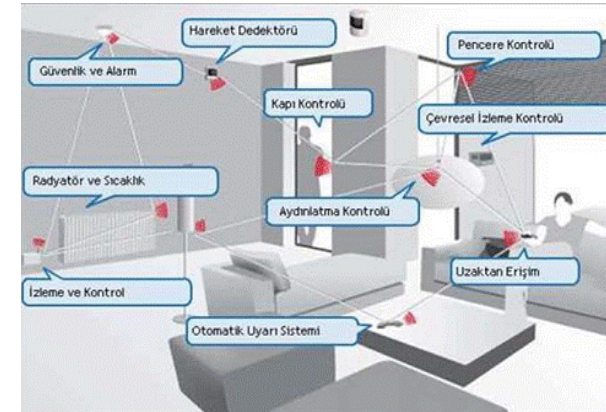 Hareket Dedektörü
Pencere Kontrolü
Güvenlik ve Alarm
Kapı Kontrolü
Çevresel İzleme Kontrolü
Radyatör ve Sıcaklık
Aydınlatma Kontrolü
Uzaktan Erişim
İzleme ve Kontrol
Otomatik Uyarı Sistemi